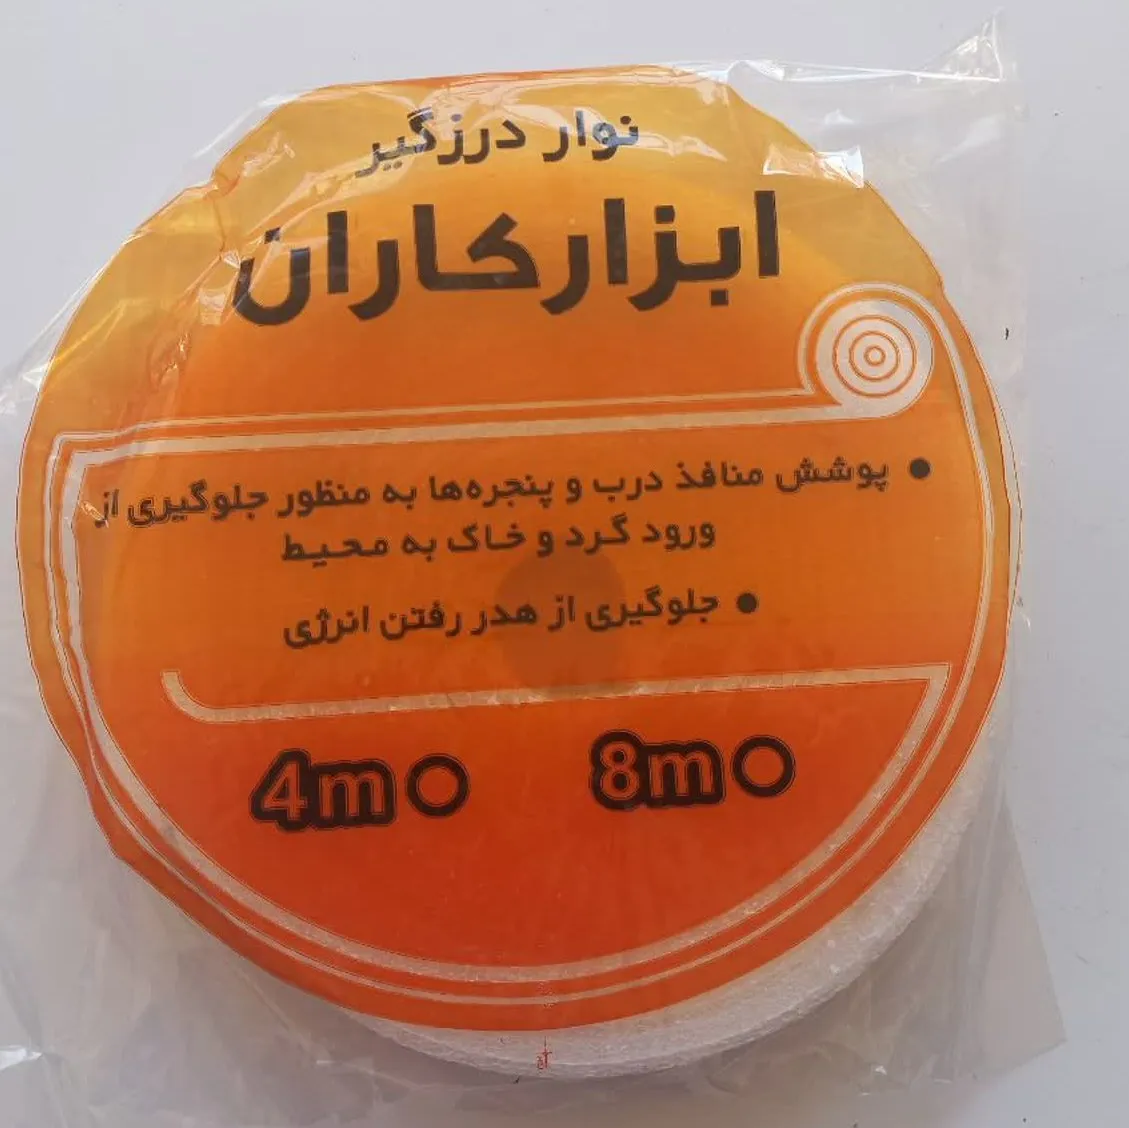 نوار درزگیر
ابزارکاران
● پوشش منافذ درب و پنجره‌ها به منظور جلوگیری از
ورود گرد و خاک به محیط
● جلوگیری از هدر رفتن انرژی
4m ○ 8m ○